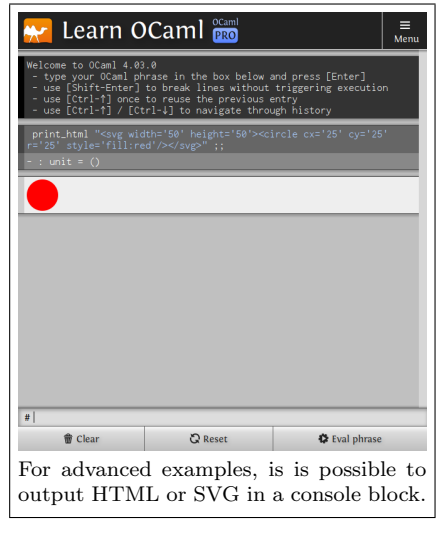 Learn OCaml OCaml PRO
Menu
Welcome to OCaml 4.03.0
- type your OCaml phrase in the box below and press [Enter]
- use [Shift-Enter] to break lines without triggering execution
- use [Ctrl-↑] once to reuse the previous entry
- use [Ctrl-↑] / [Ctrl-↓] to navigate through history
print_html "<svg width='50' height='50'><circle cx='25' cy='25'
r='25' style='fill:red'/></svg>" ;;
- : unit = ()
#
Clear Reset Eval phrase
For advanced examples, is is possible to
output HTML or SVG in a console block.